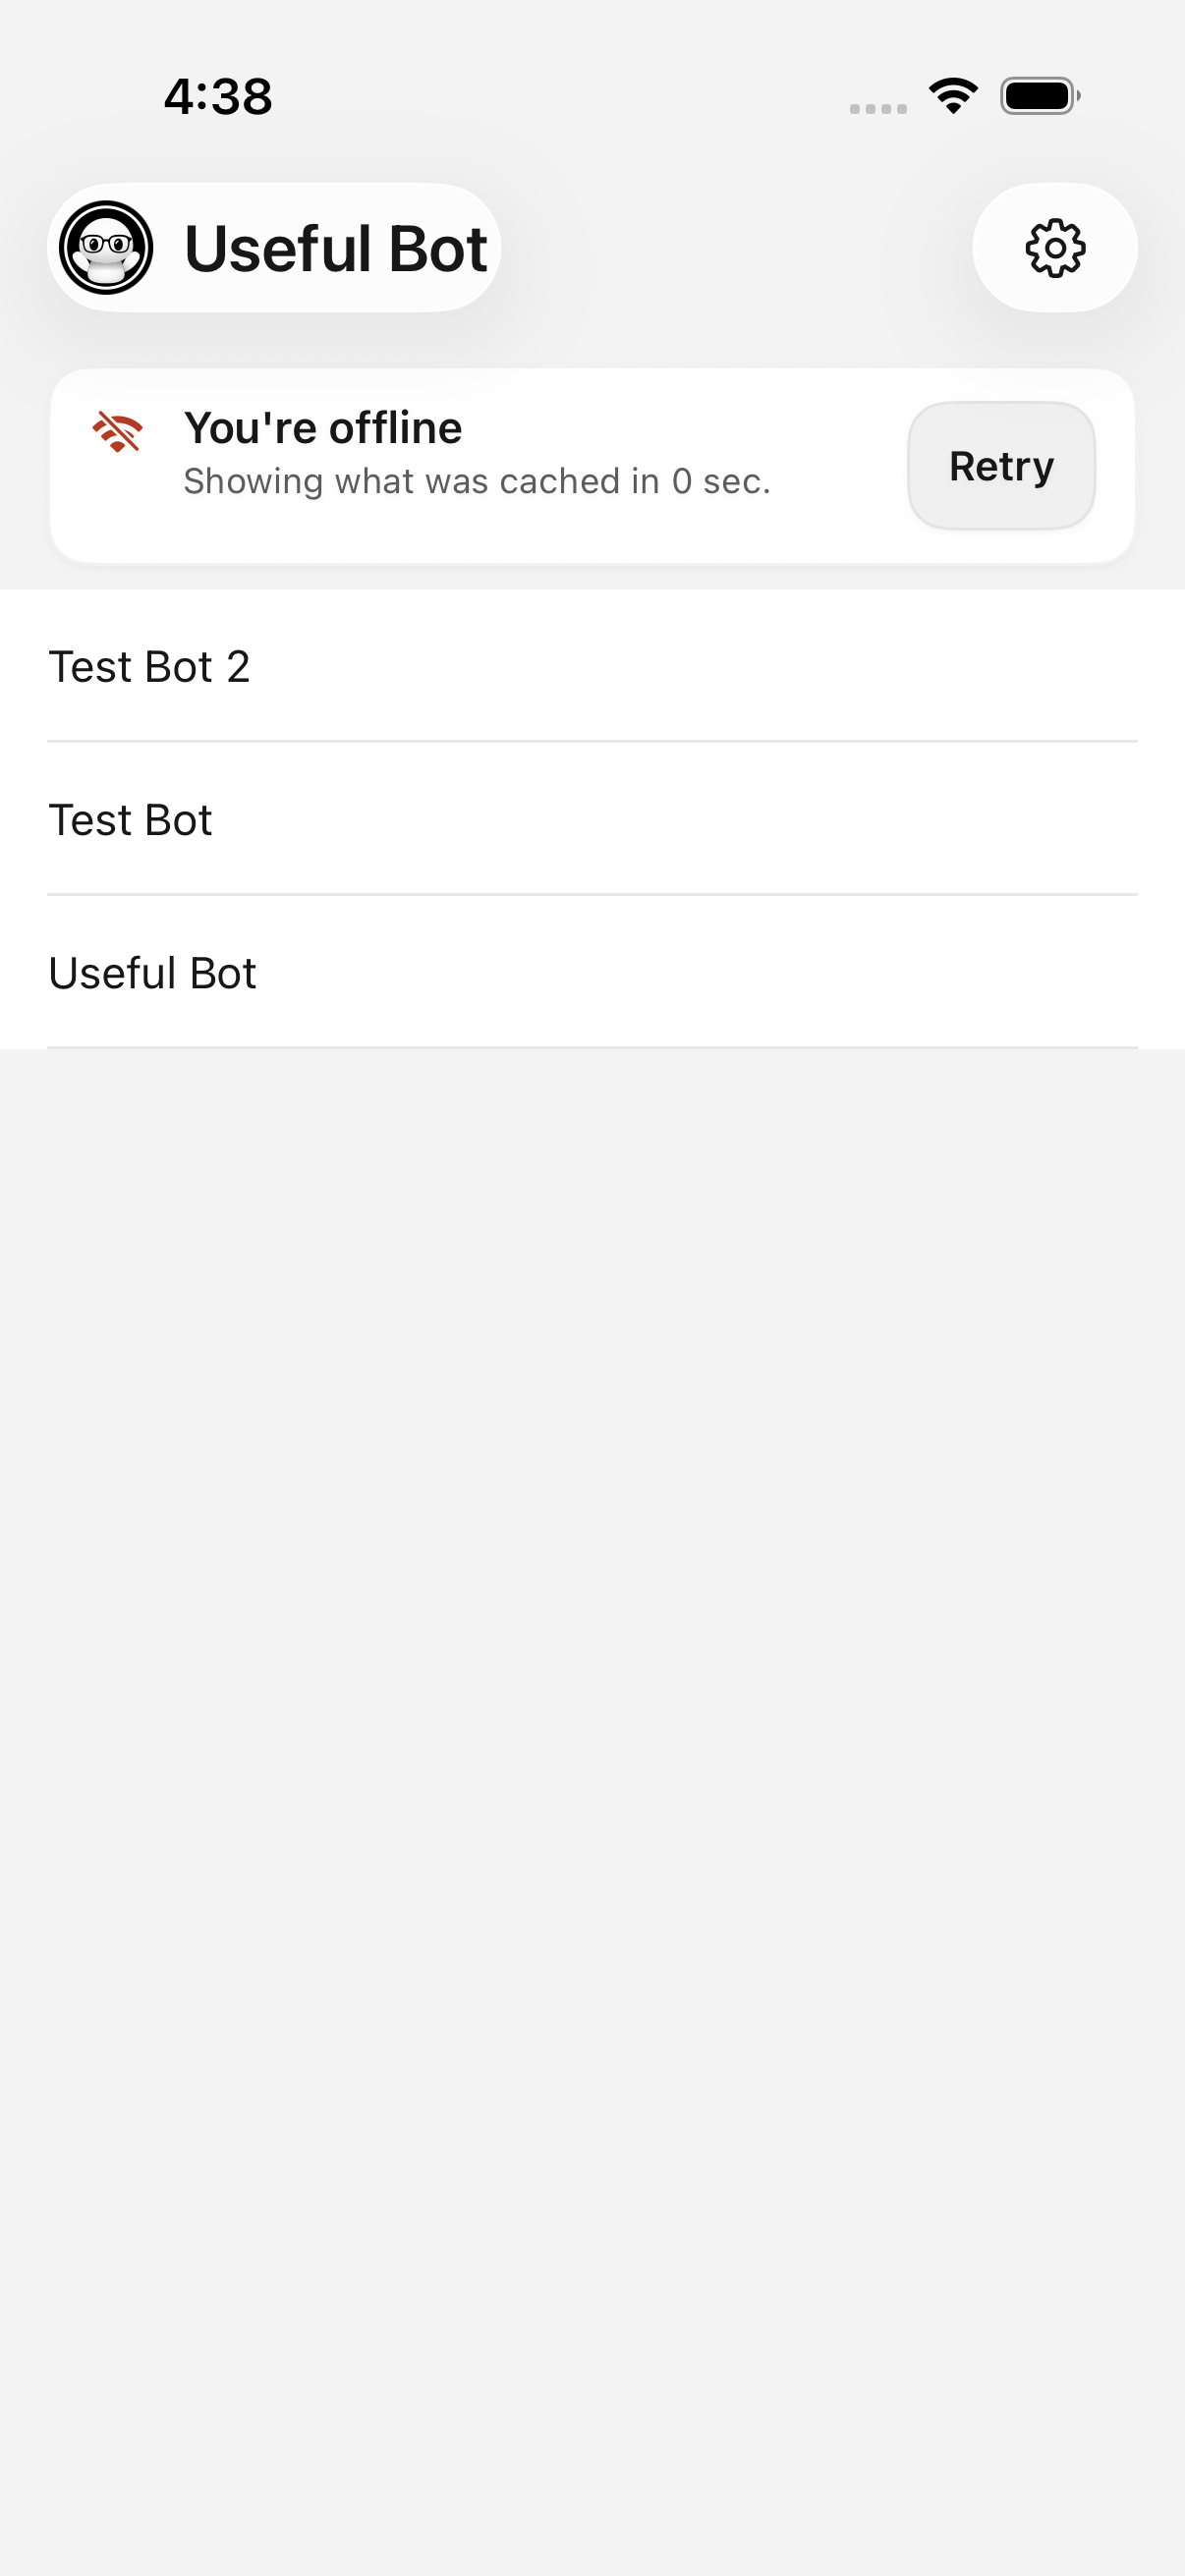 4:38
Useful Bot
You're offline
Showing what was cached in 0 sec.
Retry
Test Bot 2
Test Bot
Useful Bot